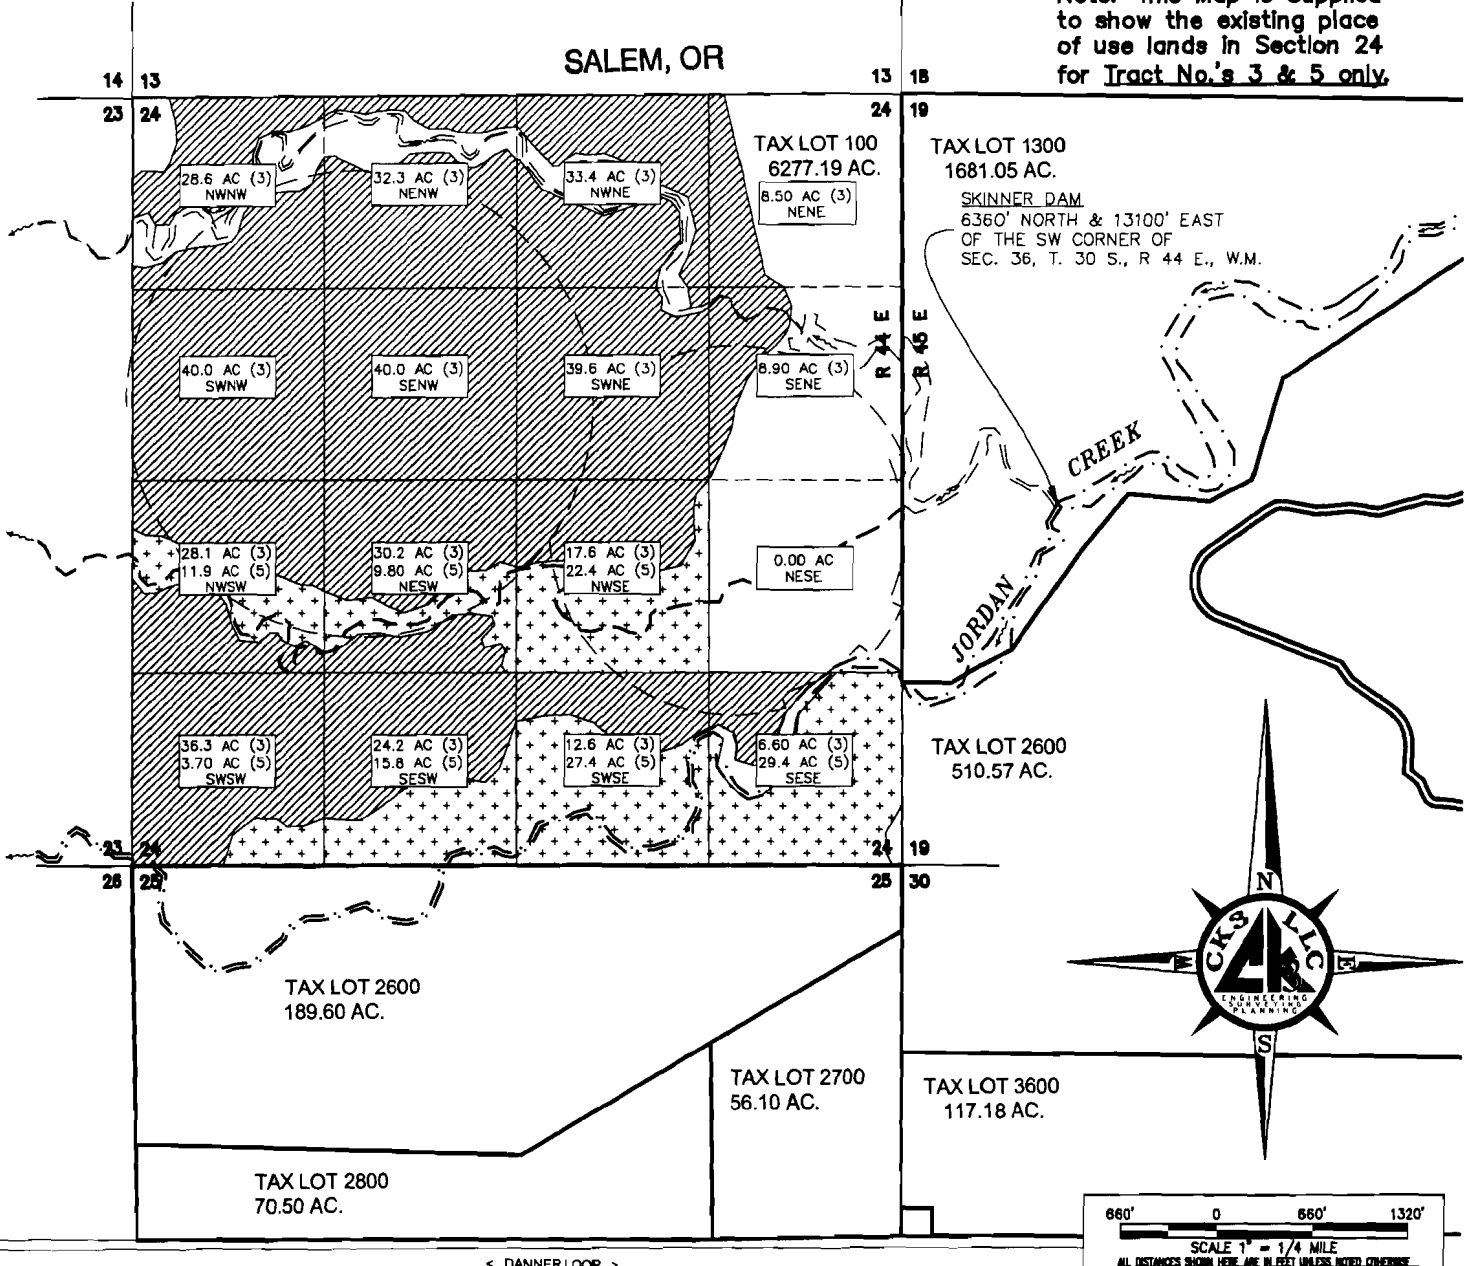 Note: This Map is Supplied
to show the existing place
of use lands in Section 24
for Tract No.'s 3 & 5 only.
SALEM, OR
14 13
13 18
23 24
24 19
TAX LOT 100
6277.19 AC.
TAX LOT 1300
1681.05 AC.
SKINNER DAM
6360' NORTH & 13100' EAST
OF THE SW CORNER OF
SEC. 36, T. 30 S., R 44 E., W.M.
28.6 AC (3)
NWNW
32.3 AC (3)
NENW
33.4 AC (3)
NWNE
8.50 AC (3)
NENE
R 44 E
R 45 E
40.0 AC (3)
SWNW
40.0 AC (3)
SENW
39.6 AC (3)
SWNE
8.90 AC (3)
SENE
JORDAN CREEK
28.1 AC (3)
11.9 AC (5)
NWSW
30.2 AC (3)
9.80 AC (5)
NESW
17.6 AC (3)
22.4 AC (5)
NWSE
0.00 AC
NESE
36.3 AC (3)
3.70 AC (5)
SWSW
24.2 AC (3)
15.8 AC (5)
SESW
12.6 AC (3)
27.4 AC (5)
SWSE
6.60 AC (3)
29.4 AC (5)
SESE
TAX LOT 2600
510.57 AC.
23 24
24 19
26 25
25 30
TAX LOT 2600
189.60 AC.
TAX LOT 2700
56.10 AC.
TAX LOT 3600
117.18 AC.
TAX LOT 2800
70.50 AC.
N
W
E
S
CKS LLC
ENGINEERING
SURVEYING
PLANNING
660' 0 660' 1320'
SCALE 1" = 1/4 MILE
ALL DISTANCES SHOWN HERE ARE IN FEET UNLESS NOTED OTHERWISE
< DANNER LOOP >